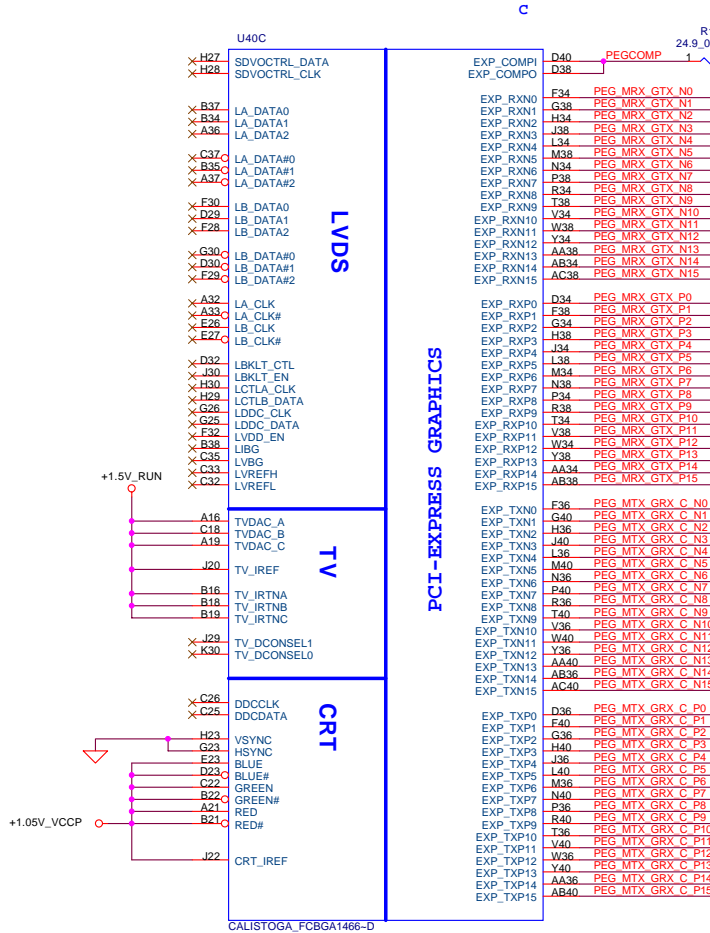 C
U40C
R
24.9_0
H27 SDVOCTRL_DATA
H28 SDVOCTRL_CLK
B37 LA_DATA0
B34 LA_DATA1
A36 LA_DATA2
C37 LA_DATA#0
B35 LA_DATA#1
A37 LA_DATA#2
F30 LB_DATA0
D29 LB_DATA1
F28 LB_DATA2
G30 LB_DATA#0
D30 LB_DATA#1
F29 LB_DATA#2
A32 LA_CLK
A33 LA_CLK#
E26 LB_CLK
E27 LB_CLK#
D32 LBKLT_CTL
J30 LBKLT_EN
H30 LCTLA_CLK
H29 LCTLB_DATA
G26 LDDC_CLK
G25 LDDC_DATA
F32 LVDD_EN
B38 LIBG
C35 LVBG
C33 LVREFH
C32 LVREFL
LVDS
+1.5V_RUN
A16 TVDAC_A
C18 TVDAC_B
A19 TVDAC_C
J20 TV_IREF
B16 TV_IRTNA
B18 TV_IRTNB
B19 TV_IRTNC
J29 TV_DCONSEL1
K30 TV_DCONSEL0
TV
C26 DDCCLK
C25 DDCDATA
H23 VSYNC
G23 HSYNC
E23 BLUE
D23 BLUE#
C22 GREEN
B22 GREEN#
A21 RED
B21 RED#
J22 CRT_IREF
CRT
+1.05V_VCCP
PCI-EXPRESS GRAPHICS
EXP_COMPI D40 PEGCOMP 1
EXP_COMPO D38
EXP_RXN0 F34 PEG_MRX_GTX_N0
EXP_RXN1 G38 PEG_MRX_GTX_N1
EXP_RXN2 H34 PEG_MRX_GTX_N2
EXP_RXN3 J38 PEG_MRX_GTX_N3
EXP_RXN4 L34 PEG_MRX_GTX_N4
EXP_RXN5 M38 PEG_MRX_GTX_N5
EXP_RXN6 N34 PEG_MRX_GTX_N6
EXP_RXN7 P38 PEG_MRX_GTX_N7
EXP_RXN8 R34 PEG_MRX_GTX_N8
EXP_RXN9 T38 PEG_MRX_GTX_N9
EXP_RXN10 V34 PEG_MRX_GTX_N10
EXP_RXN11 W38 PEG_MRX_GTX_N11
EXP_RXN12 Y34 PEG_MRX_GTX_N12
EXP_RXN13 AA38 PEG_MRX_GTX_N13
EXP_RXN14 AB34 PEG_MRX_GTX_N14
EXP_RXN15 AC38 PEG_MRX_GTX_N15
EXP_RXP0 D34 PEG_MRX_GTX_P0
EXP_RXP1 F38 PEG_MRX_GTX_P1
EXP_RXP2 G34 PEG_MRX_GTX_P2
EXP_RXP3 H38 PEG_MRX_GTX_P3
EXP_RXP4 J34 PEG_MRX_GTX_P4
EXP_RXP5 L38 PEG_MRX_GTX_P5
EXP_RXP6 M34 PEG_MRX_GTX_P6
EXP_RXP7 N38 PEG_MRX_GTX_P7
EXP_RXP8 P34 PEG_MRX_GTX_P8
EXP_RXP9 R38 PEG_MRX_GTX_P9
EXP_RXP10 T34 PEG_MRX_GTX_P10
EXP_RXP11 V38 PEG_MRX_GTX_P11
EXP_RXP12 W34 PEG_MRX_GTX_P12
EXP_RXP13 Y38 PEG_MRX_GTX_P13
EXP_RXP14 AA34 PEG_MRX_GTX_P14
EXP_RXP15 AB38 PEG_MRX_GTX_P15
EXP_TXN0 F36 PEG_MTX_GRX_C_N0
EXP_TXN1 G40 PEG_MTX_GRX_C_N1
EXP_TXN2 H36 PEG_MTX_GRX_C_N2
EXP_TXN3 J40 PEG_MTX_GRX_C_N3
EXP_TXN4 L36 PEG_MTX_GRX_C_N4
EXP_TXN5 M40 PEG_MTX_GRX_C_N5
EXP_TXN6 N36 PEG_MTX_GRX_C_N6
EXP_TXN7 P40 PEG_MTX_GRX_C_N7
EXP_TXN8 R36 PEG_MTX_GRX_C_N8
EXP_TXN9 T40 PEG_MTX_GRX_C_N9
EXP_TXN10 V36 PEG_MTX_GRX_C_N10
EXP_TXN11 W40 PEG_MTX_GRX_C_N11
EXP_TXN12 Y36 PEG_MTX_GRX_C_N12
EXP_TXN13 AA40 PEG_MTX_GRX_C_N13
EXP_TXN14 AB36 PEG_MTX_GRX_C_N14
EXP_TXN15 AC40 PEG_MTX_GRX_C_N15
EXP_TXP0 D36 PEG_MTX_GRX_C_P0
EXP_TXP1 F40 PEG_MTX_GRX_C_P1
EXP_TXP2 G36 PEG_MTX_GRX_C_P2
EXP_TXP3 H40 PEG_MTX_GRX_C_P3
EXP_TXP4 J36 PEG_MTX_GRX_C_P4
EXP_TXP5 L40 PEG_MTX_GRX_C_P5
EXP_TXP6 M36 PEG_MTX_GRX_C_P6
EXP_TXP7 N40 PEG_MTX_GRX_C_P7
EXP_TXP8 P36 PEG_MTX_GRX_C_P8
EXP_TXP9 R40 PEG_MTX_GRX_C_P9
EXP_TXP10 T36 PEG_MTX_GRX_C_P10
EXP_TXP11 V40 PEG_MTX_GRX_C_P11
EXP_TXP12 W36 PEG_MTX_GRX_C_P12
EXP_TXP13 Y40 PEG_MTX_GRX_C_P13
EXP_TXP14 AA36 PEG_MTX_GRX_C_P14
EXP_TXP15 AB40 PEG_MTX_GRX_C_P15
CALISTOGA_FCBGA1466~D